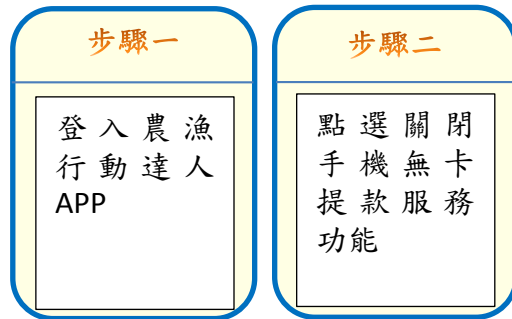 步驟一
登入農漁
行動達人
APP
步驟二
點選關閉
手機無卡
提款服務
功能